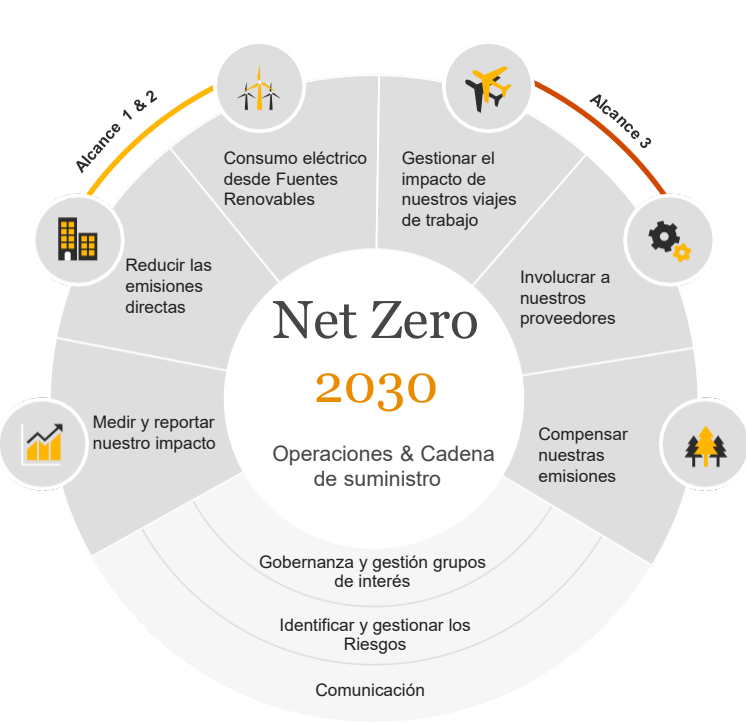 Alcance 1 & 2
Alcance 3
Consumo eléctrico
desde Fuentes
Renovables
Gestionar el
impacto de
nuestros viajes
de trabajo
Reducir las
emisiones
directas
Involucrar a
nuestros
proveedores
Medir y reportar
nuestro impacto
Compensar
nuestras
emisiones
Net Zero
2030
Operaciones & Cadena
de suministro
Gobernanza y gestión grupos
de interés
Identificar y gestionar los
Riesgos
Comunicación